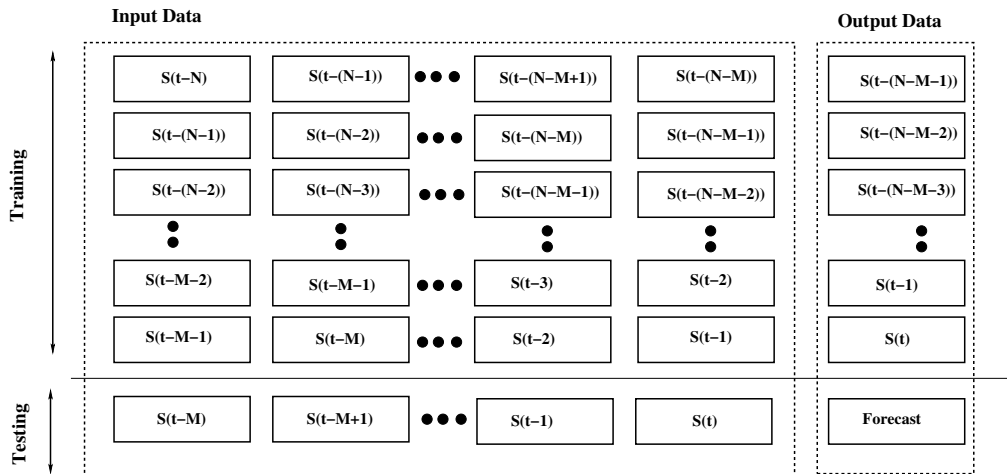 Input Data
Output Data
Training
S(t−N) S(t−(N−1)) S(t−(N−M+1)) S(t−(N−M)) S(t−(N−M−1))
S(t−(N−1)) S(t−(N−2)) S(t−(N−M)) S(t−(N−M−1)) S(t−(N−M−2))
S(t−(N−2)) S(t−(N−3)) S(t−(N−M−1)) S(t−(N−M−2)) S(t−(N−M−3))
S(t−M−2) S(t−M−1) S(t−3) S(t−2) S(t−1)
S(t−M−1) S(t−M) S(t−2) S(t−1) S(t)
Testing
S(t−M) S(t−M+1) S(t−1) S(t) Forecast